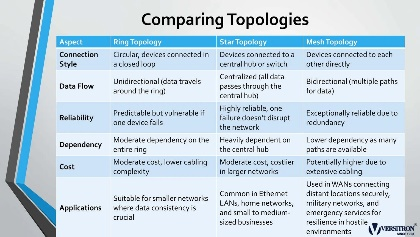 Comparing Topologies
Aspect Ring Topology Star Topology Mesh Topology
Connection Circular, devices connected in Devices connected to a Devices connected to each
Style a closed loop central hub or switch other directly
Data Flow Unidirectional (data travels around the ring) Centralized (all data passes through the central hub) Bidirectional (multiple paths for data)
Reliability Predictable but vulnerable if one device fails Highly reliable, one failure doesn't disrupt the network Exceptionally reliable due to redundancy
Dependency Moderate dependency on the entire ring Heavily dependent on the central hub Lower dependency as many paths are available
Cost Moderate cost, lower cabling complexity Moderate cost, costlier in larger networks Potentially higher due to extensive cabling
Applications Suitable for smaller networks where data consistency is crucial Common in Ethernet LANs, home networks, and small to medium-sized businesses Used in WANs connecting distant locations securely, military networks, and emergency services for resilience in hostile environments
VERSITRON